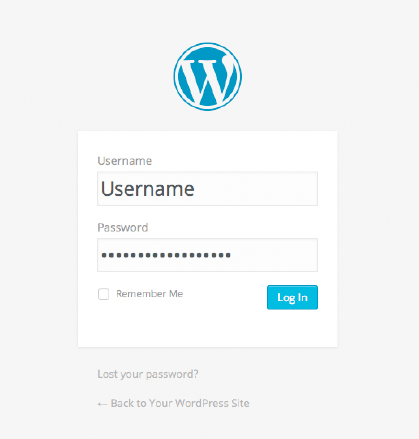 Username
Username
Password
••••••••••••••••••
Remember Me
Log In
Lost your password?
← Back to Your WordPress Site